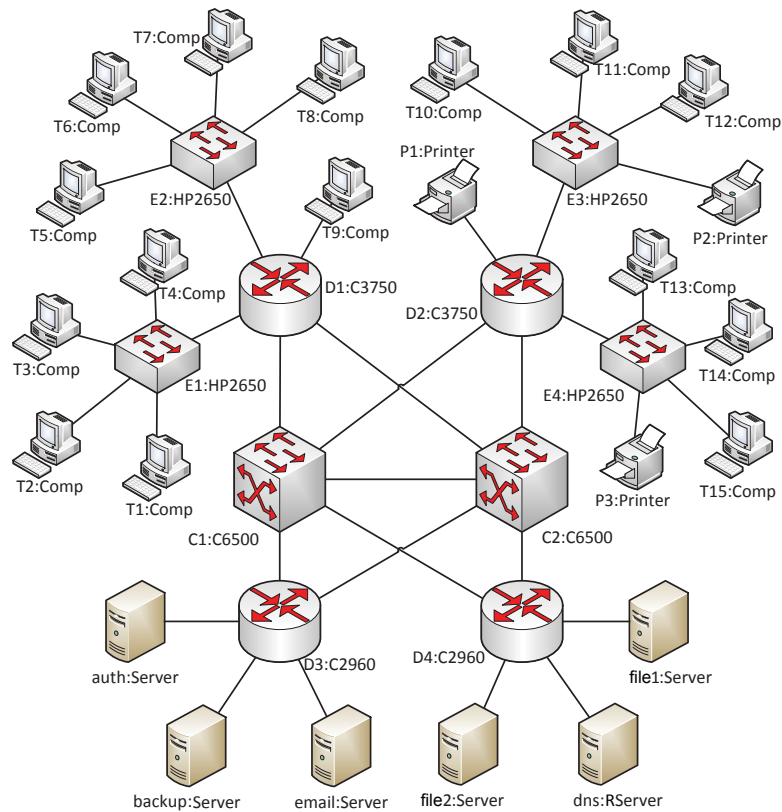 T7:Comp
T11:Comp
T6:Comp
T8:Comp
T10:Comp
T12:Comp
P1:Printer
E2:HP2650
E3:HP2650
T5:Comp
T9:Comp
P2:Printer
T4:Comp
D1:C3750
D2:C3750
T13:Comp
T3:Comp
E1:HP2650
E4:HP2650
T14:Comp
T2:Comp
T1:Comp
P3:Printer
T15:Comp
C1:C6500
C2:C6500
auth:Server
D3:C2960
D4:C2960
file1:Server
backup:Server
email:Server
file2:Server
dns:RServer